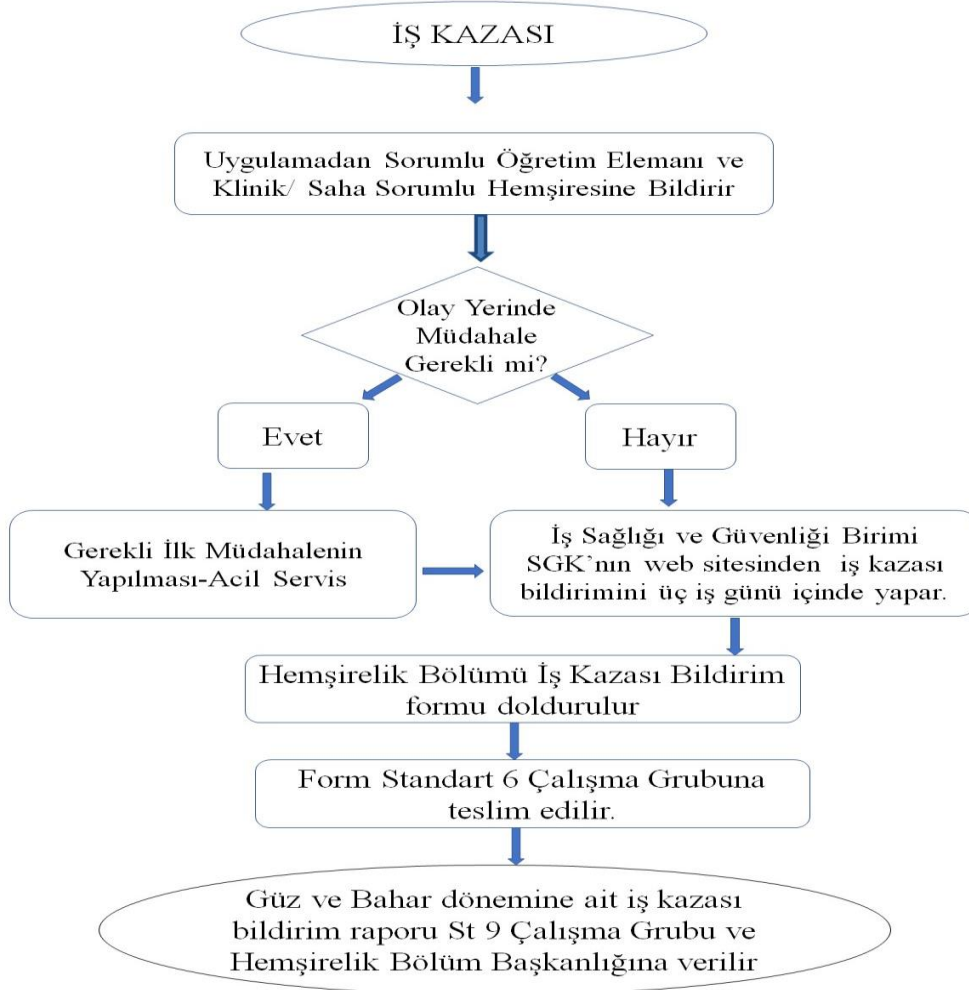 İŞ KAZASI
Uygulamadan Sorumlu Öğretim Elemanı ve
Klinik/ Saha Sorumlu Hemşiresine Bildirir
Olay Yerinde
Müdahale
Gerekli mi?
Evet
Hayır
Gerekli İlk Müdahalenin
Yapılması-Acil Servis
İş Sağlığı ve Güvenliği Birimi
SGK’nın web sitesinden iş kazası
bildirimini üç iş günü içinde yapar.
Hemşirelik Bölümü İş Kazası Bildirim
formu doldurulur
Form Standart 6 Çalışma Grubuna
teslim edilir.
Güz ve Bahar dönemine ait iş kazası
bildirim raporu St 9 Çalışma Grubu ve
Hemşirelik Bölüm Başkanlığına verilir